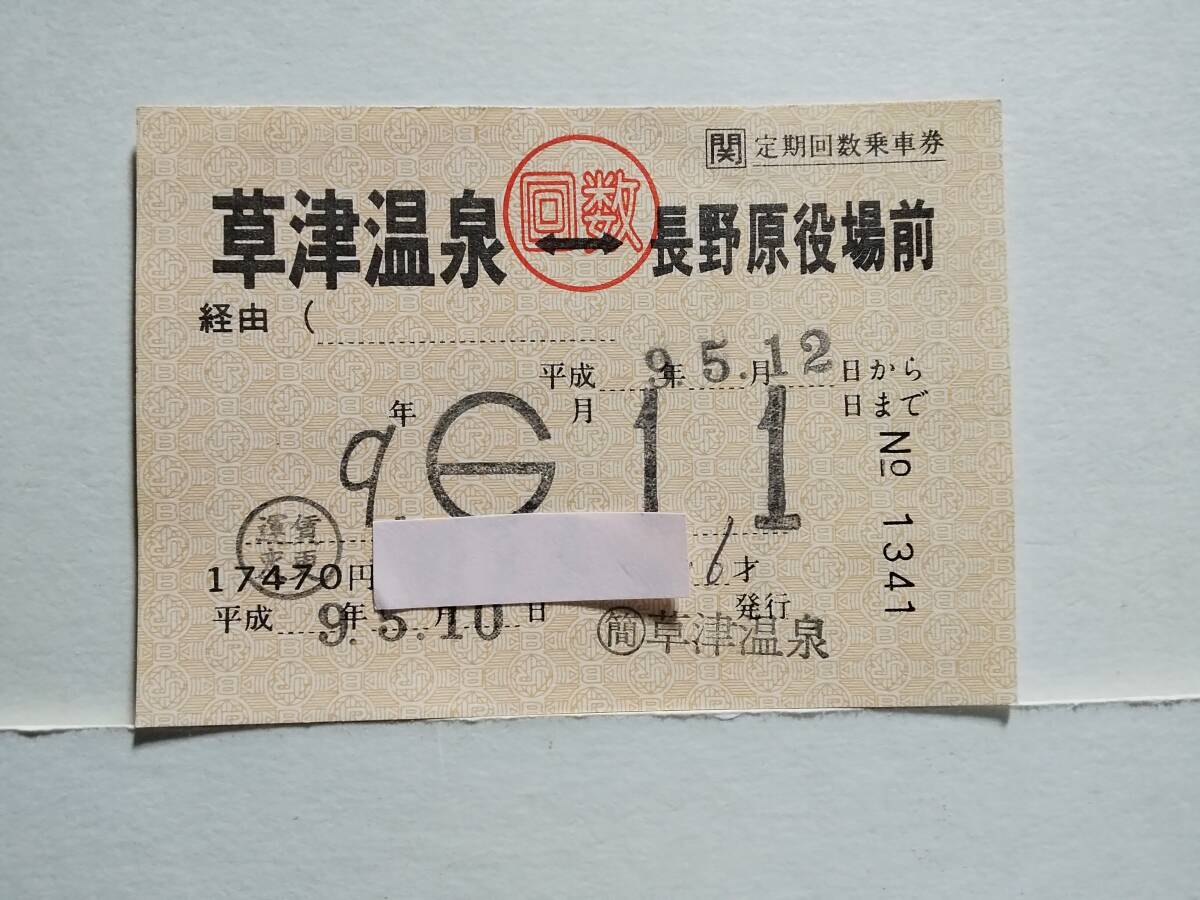 関 定期回数乗車券
草津温泉 回数 ↔ 長野原役場前
経由 (
平成 9.年 5.月 12日から
9.年 6月 11日まで
No 1341
運賃変更
17470円 6才
平成 9.年 5.月 10日 発行
簡 草津温泉